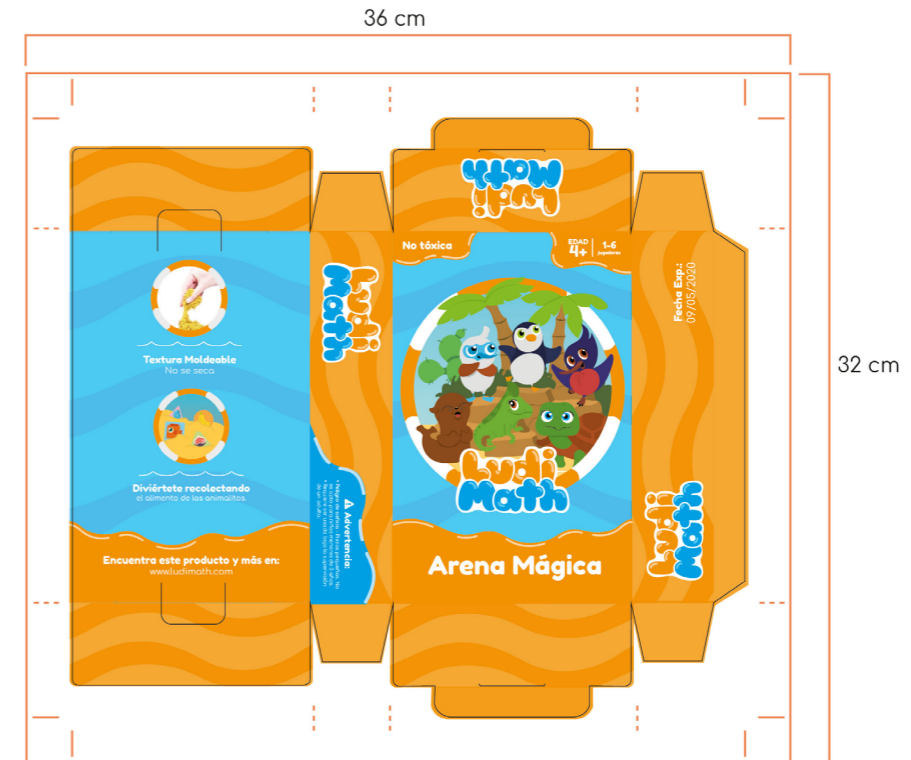 36 cm
32 cm
Ludi
Math
No tóxica
EDAD
4+
1-6
jugadores
Fecha Exp.:
09/05/2020
Ludi
Math
Textura Moldeable
No se seca
Diviértete recolectando
el alimento de los animalitos.
Advertencia:
Ludi
Math
Ludi
Math
Encuentra este producto y más en:
www.ludimath.com
Arena Mágica